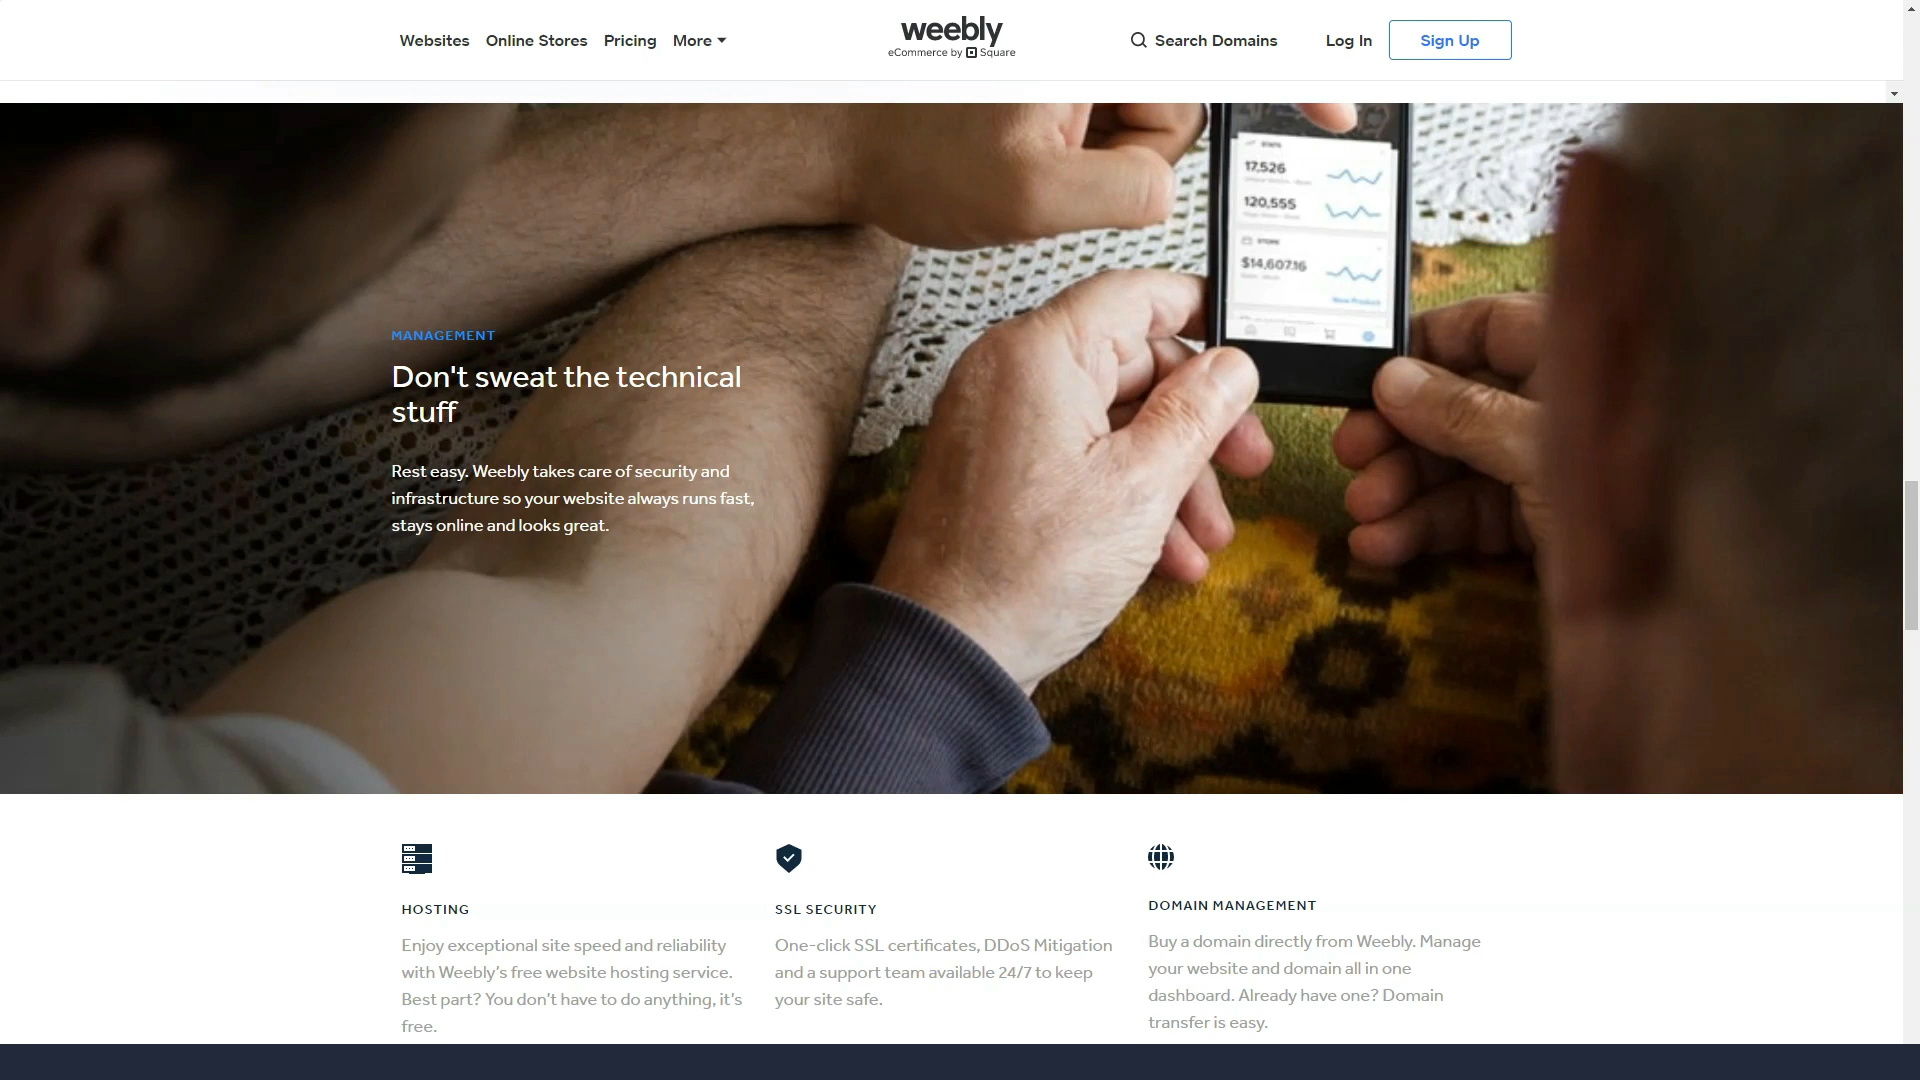 Websites Online Stores Pricing More
weebly
eCommerce by Square
Search Domains Log In Sign Up
STATS
17,526
120,555
STORE
$14,607.16
New Product
MANAGEMENT
Don't sweat the technical
stuff
Rest easy. Weebly takes care of security and
infrastructure so your website always runs fast,
stays online and looks great.
HOSTING
Enjoy exceptional site speed and reliability
with Weebly’s free website hosting service.
Best part? You don’t have to do anything, it’s
free.
SSL SECURITY
One-click SSL certificates, DDoS Mitigation
and a support team available 24/7 to keep
your site safe.
DOMAIN MANAGEMENT
Buy a domain directly from Weebly. Manage
your website and domain all in one
dashboard. Already have one? Domain
transfer is easy.